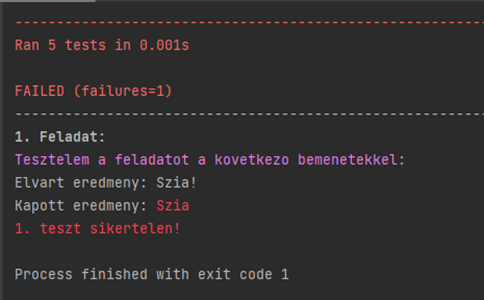 ----------------------------------------------------------------------
Ran 5 tests in 0.001s
FAILED (failures=1)
----------------------------------------------------------------------
1. Feladat:
Tesztelem a feladatot a kovetkezo bemenetekkel:
Elvart eredmeny: Szia!
Kapott eredmeny: Szia
1. teszt sikertelen!
Process finished with exit code 1